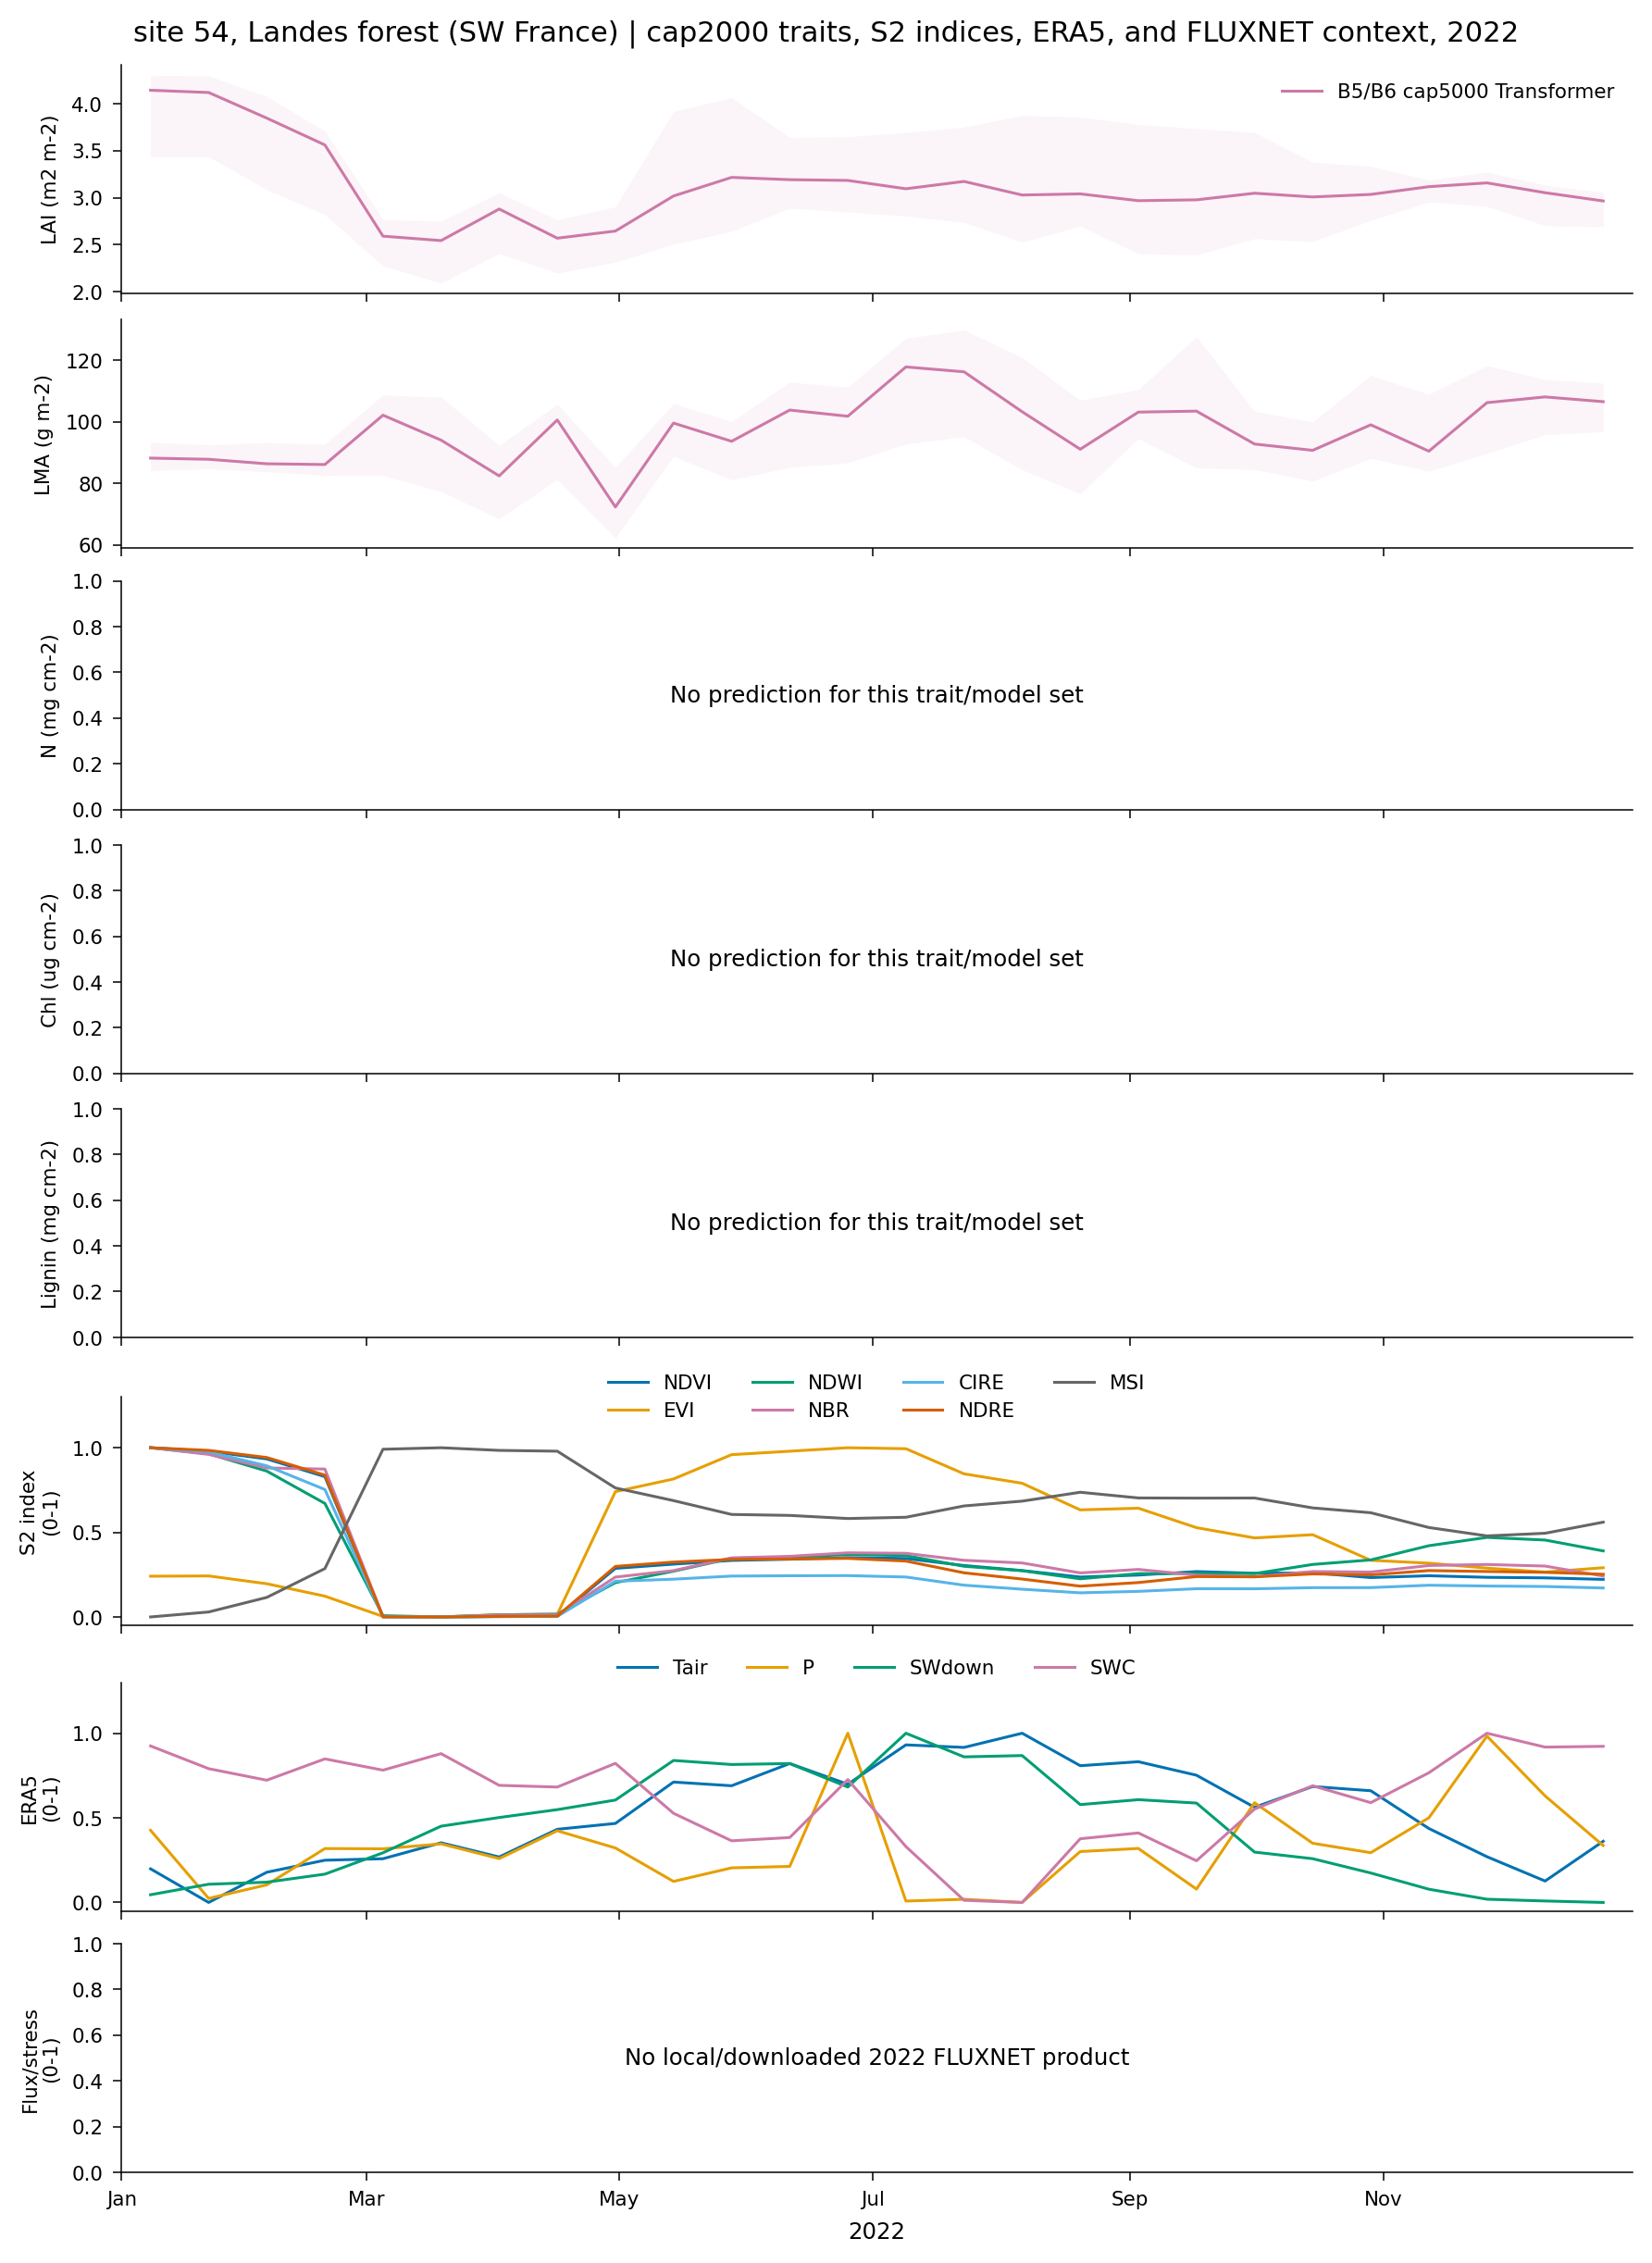 site 54, Landes forest (SW France) | cap2000 traits, S2 indices, ERA5, and FLUXNET context, 2022
B5/B6 cap5000 Transformer
LAI (m2 m-2)
4.0
3.5
3.0
2.5
2.0
LMA (g m-2)
120
100
80
60
N (mg cm-2)
1.0
0.8
0.6
0.4
0.2
0.0
No prediction for this trait/model set
Chl (ug cm-2)
1.0
0.8
0.6
0.4
0.2
0.0
No prediction for this trait/model set
Lignin (mg cm-2)
1.0
0.8
0.6
0.4
0.2
0.0
No prediction for this trait/model set
NDVI NDWI CIRE MSI
EVI NBR NDRE
S2 index
(0-1)
1.0
0.5
0.0
Tair P SWdown SWC
ERA5
(0-1)
1.0
0.5
0.0
Flux/stress
(0-1)
1.0
0.8
0.6
0.4
0.2
0.0
No local/downloaded 2022 FLUXNET product
Jan Mar May Jul Sep Nov
2022